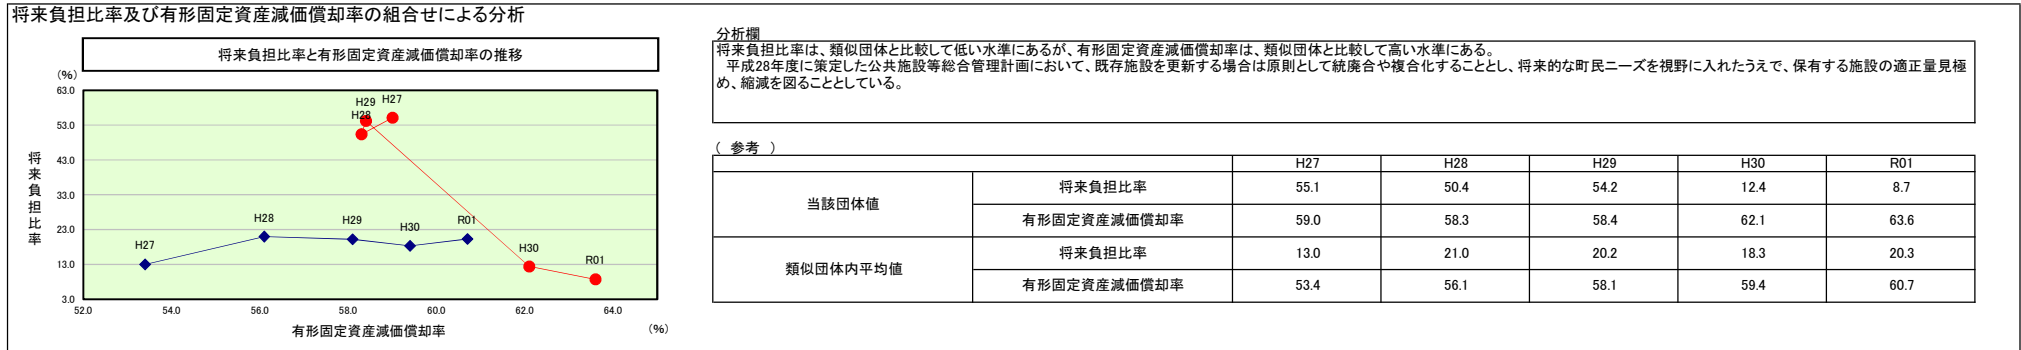 将来負担比率及び有形固定資産減価償却率の組合せによる分析
将来負担比率と有形固定資産減価償却率の推移
(%)
63.0
53.0
43.0
33.0
23.0
13.0
3.0
将来負担比率
H29 H27
H28
H27
H28
H29
H30
R01
H30
R01
52.0 54.0 56.0 58.0 60.0 62.0 64.0
有形固定資産減価償却率
(%)
分析欄
将来負担比率は、類似団体と比較して低い水準にあるが、有形固定資産減価償却率は、類似団体と比較して高い水準にある。
平成28年度に策定した公共施設等総合管理計画において、既存施設を更新する場合は原則として統廃合や複合化することとし、将来的な町民ニーズを視野に入れたうえで、保有する施設の適正量見極
め、縮減を図ることとしている。
( 参考 )
H27 H28 H29 H30 R01
当該団体値
将来負担比率 55.1 50.4 54.2 12.4 8.7
有形固定資産減価償却率 59.0 58.3 58.4 62.1 63.6
類似団体内平均値
将来負担比率 13.0 21.0 20.2 18.3 20.3
有形固定資産減価償却率 53.4 56.1 58.1 59.4 60.7